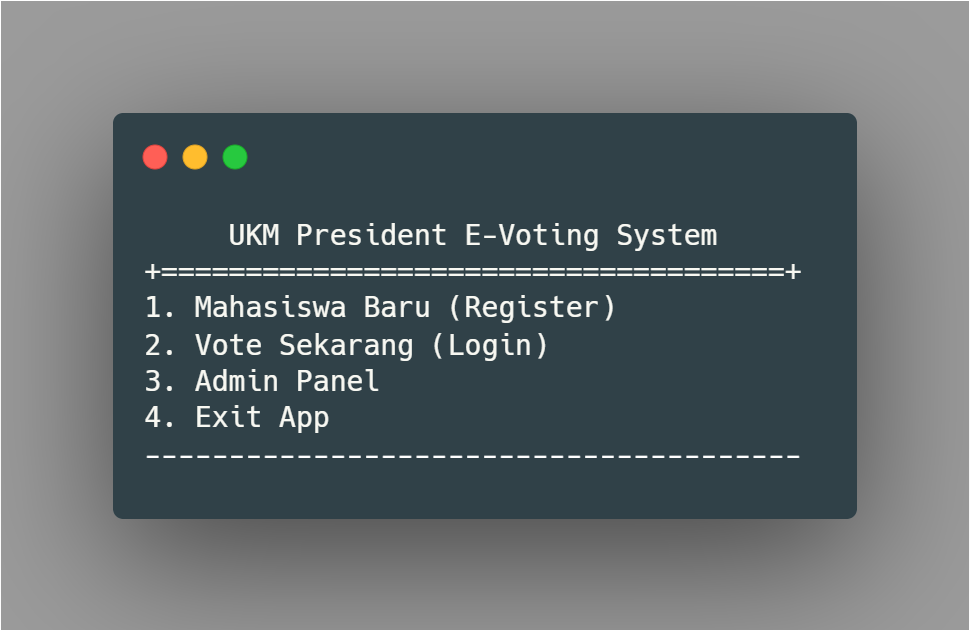 UKM President E-Voting System
+=====================================+
1. Mahasiswa Baru (Register)
2. Vote Sekarang (Login)
3. Admin Panel
4. Exit App
---------------------------------------